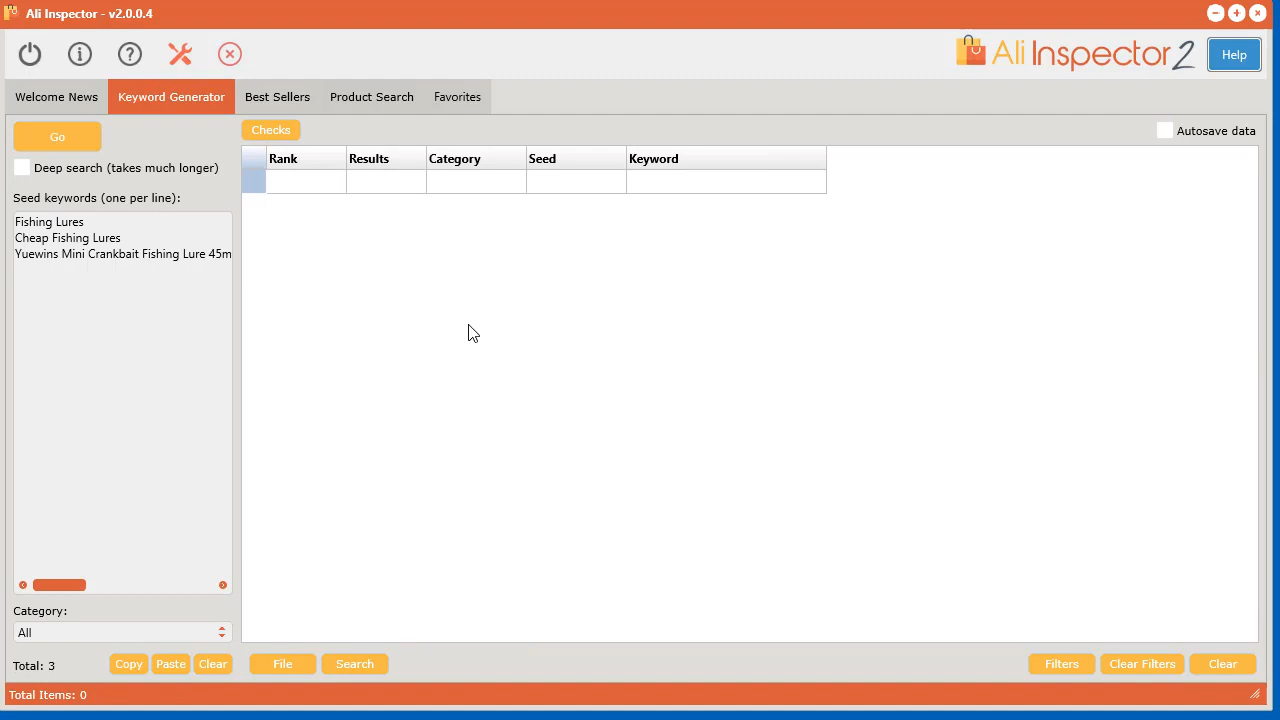 Ali Inspector - v2.0.0.4
Ali Inspector 2
Help
Welcome News
Keyword Generator
Best Sellers
Product Search
Favorites
Go
Checks
Autosave data
Deep search (takes much longer)
Rank
Results
Category
Seed
Keyword
Seed keywords (one per line):
Fishing Lures
Cheap Fishing Lures
Yuewins Mini Crankbait Fishing Lure 45m
Category:
All
Total: 3
Copy
Paste
Clear
File
Search
Filters
Clear Filters
Clear
Total Items: 0